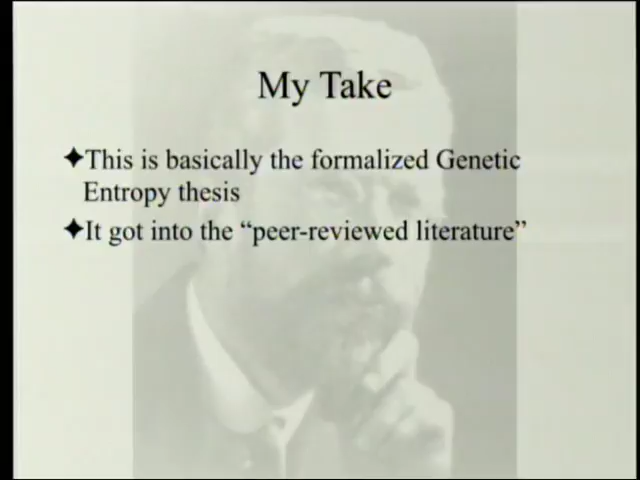 My Take
✦This is basically the formalized Genetic
Entropy thesis
✦It got into the “peer-reviewed literature”